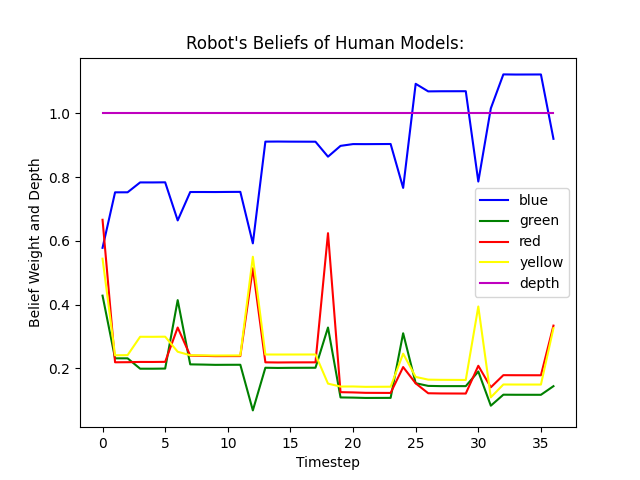 Robot's Beliefs of Human Models:
Belief Weight and Depth
1.0
0.8
0.6
0.4
0.2
blue
green
red
yellow
depth
0 5 10 15 20 25 30 35
Timestep